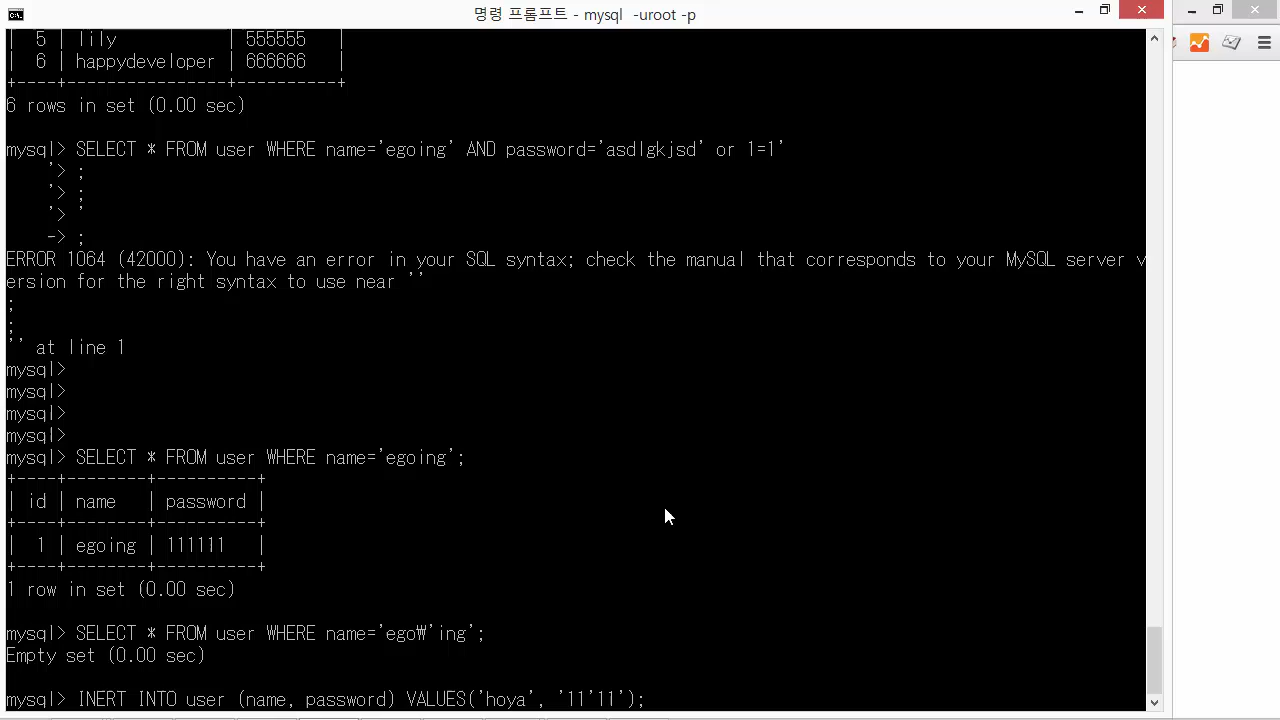 명령 프롬프트 - mysql  -uroot -p
|  5 | lily           | 555555   |
|  6 | happydeveloper | 666666   |
+----+----------------+----------+
6 rows in set (0.00 sec)
mysql> SELECT * FROM user WHERE name='egoing' AND password='asdlgkjsd' or 1=1'
    '> ;
    '> ;
    '> '
    -> ;
ERROR 1064 (42000): You have an error in your SQL syntax; check the manual that corresponds to your MySQL server v
ersion for the right syntax to use near ''
;
;
'' at line 1
mysql>
mysql>
mysql>
mysql>
mysql> SELECT * FROM user WHERE name='egoing';
+----+--------+----------+
| id | name   | password |
+----+--------+----------+
|  1 | egoing | 111111   |
+----+--------+----------+
1 row in set (0.00 sec)
mysql> SELECT * FROM user WHERE name='ego₩'ing';
Empty set (0.00 sec)
mysql> INERT INTO user (name, password) VALUES('hoya', '11'11');